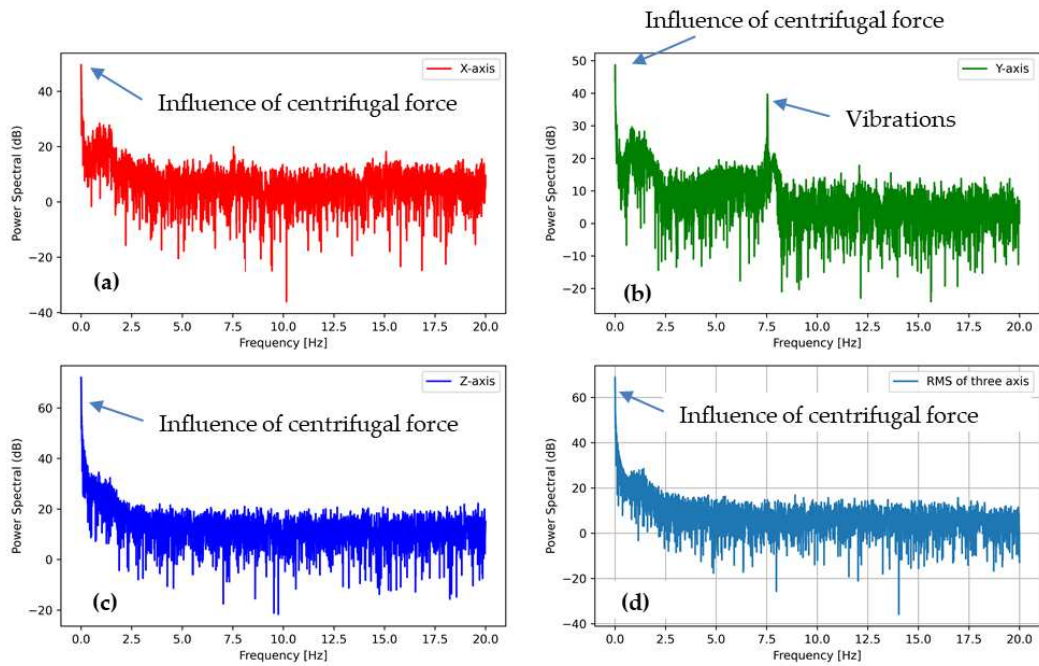 Influence of centrifugal force
X-axis
Influence of centrifugal force
40
20
0
−20
−40
Power Spectral (dB)
(a)
0.0 2.5 5.0 7.5 10.0 12.5 15.0 17.5 20.0
Frequency [Hz]
Y-axis
Vibrations
50
40
30
20
10
0
−10
−20
Power Spectral (dB)
(b)
0.0 2.5 5.0 7.5 10.0 12.5 15.0 17.5 20.0
Frequency [Hz]
Z-axis
Influence of centrifugal force
60
40
20
0
−20
Power Spectral (dB)
(c)
0.0 2.5 5.0 7.5 10.0 12.5 15.0 17.5 20.0
Frequency [Hz]
RMS of three axis
Influence of centrifugal force
60
40
20
0
−20
−40
Power Spectral (dB)
(d)
0.0 2.5 5.0 7.5 10.0 12.5 15.0 17.5 20.0
Frequency [Hz]